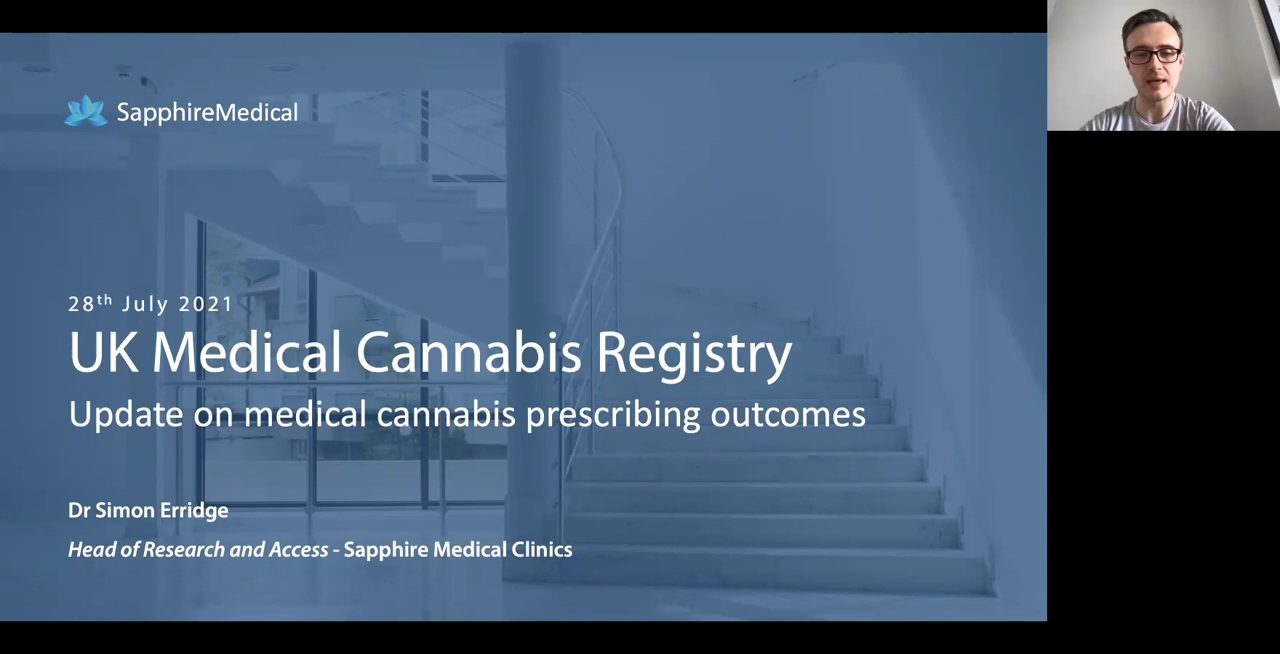 SapphireMedical
28th July 2021
UK Medical Cannabis Registry
Update on medical cannabis prescribing outcomes
Dr Simon Erridge
Head of Research and Access - Sapphire Medical Clinics